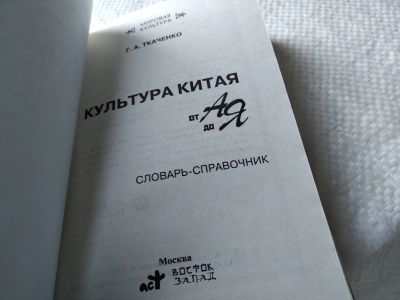 МИРОВАЯ
КУЛЬТУРА
Г. А. ТКАЧЕНКО
КУЛЬТУРА КИТАЯ
от А
до Я
СЛОВАРЬ-СПРАВОЧНИК
Москва
АСТ ВОСТОК
ЗАПАД